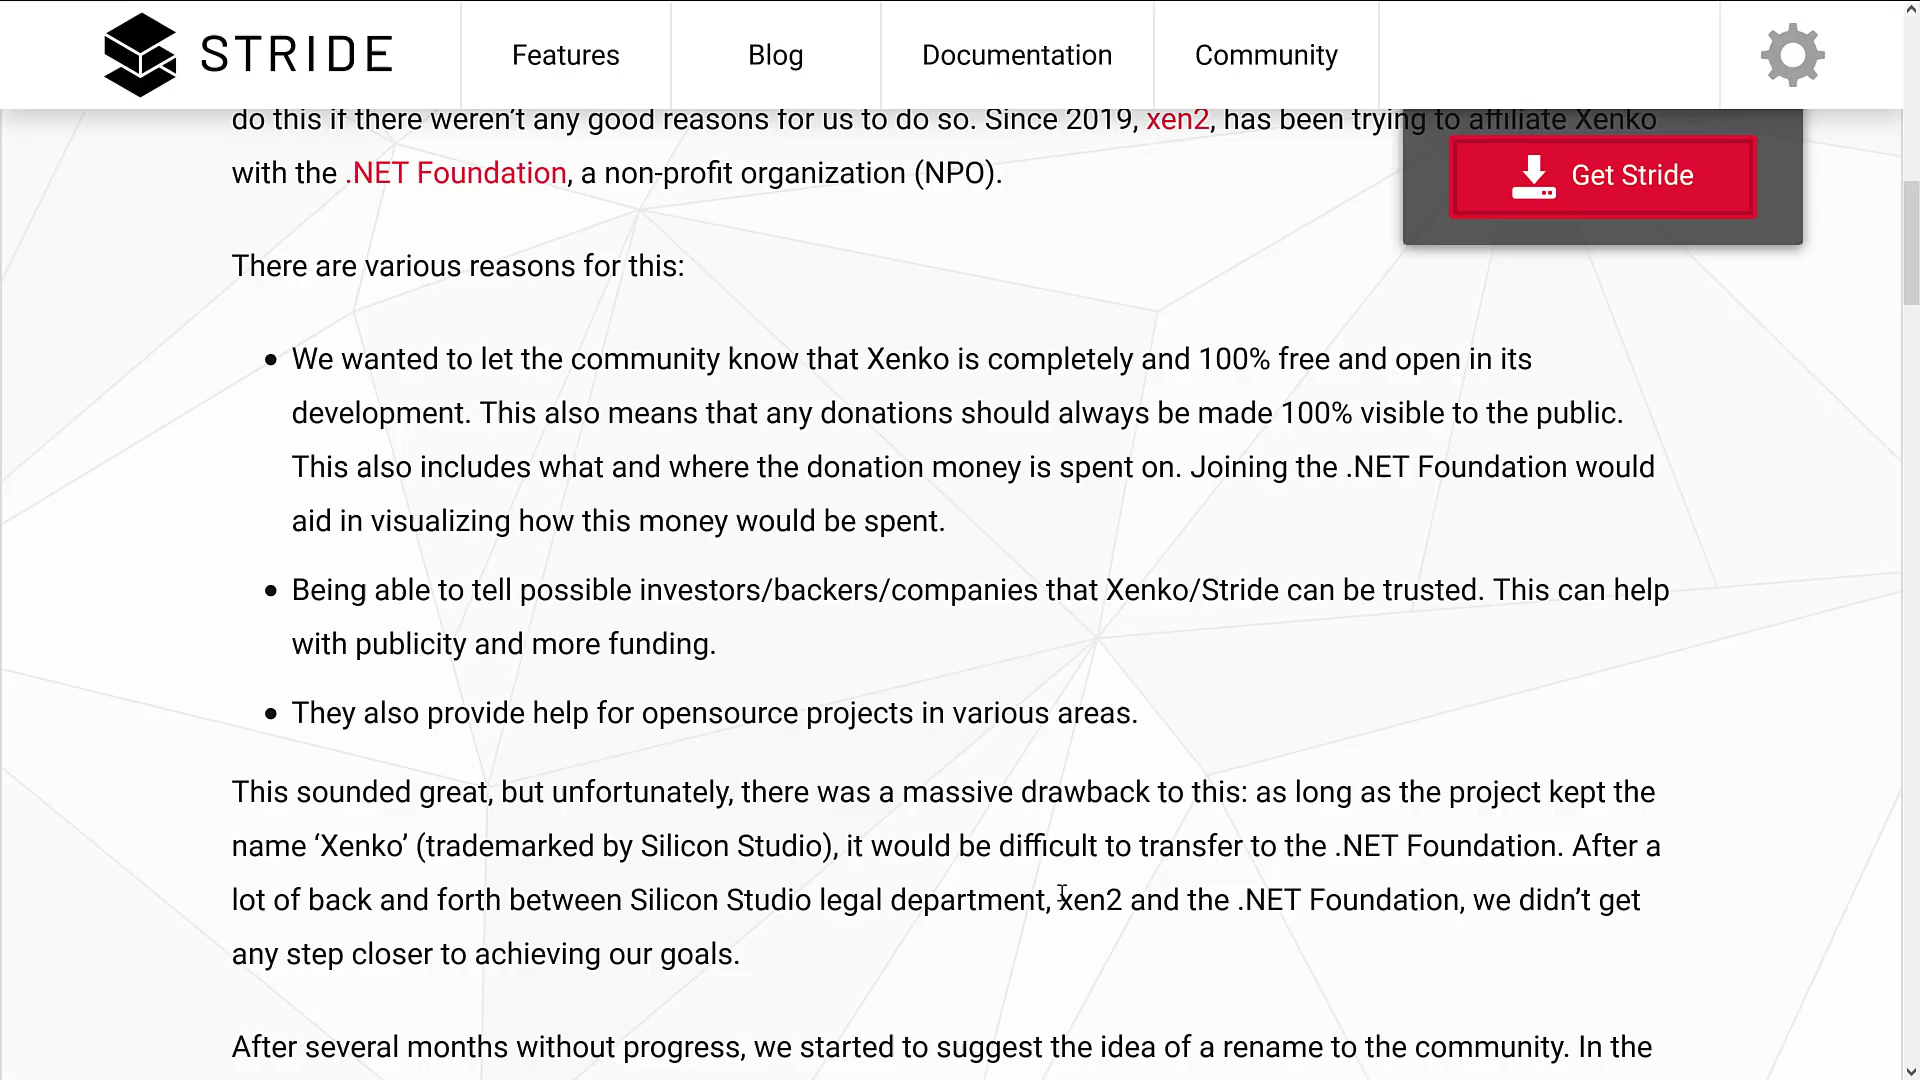 STRIDE
Features
Blog
Documentation
Community
do this if there weren’t any good reasons for us to do so. Since 2019, xen2, has been trying to affiliate Xenko
with the .NET Foundation, a non-profit organization (NPO).
Get Stride
There are various reasons for this:
• We wanted to let the community know that Xenko is completely and 100% free and open in its
development. This also means that any donations should always be made 100% visible to the public.
This also includes what and where the donation money is spent on. Joining the .NET Foundation would
aid in visualizing how this money would be spent.
• Being able to tell possible investors/backers/companies that Xenko/Stride can be trusted. This can help
with publicity and more funding.
• They also provide help for opensource projects in various areas.
This sounded great, but unfortunately, there was a massive drawback to this: as long as the project kept the
name ‘Xenko’ (trademarked by Silicon Studio), it would be difficult to transfer to the .NET Foundation. After a
lot of back and forth between Silicon Studio legal department, xen2 and the .NET Foundation, we didn’t get
any step closer to achieving our goals.
After several months without progress, we started to suggest the idea of a rename to the community. In the